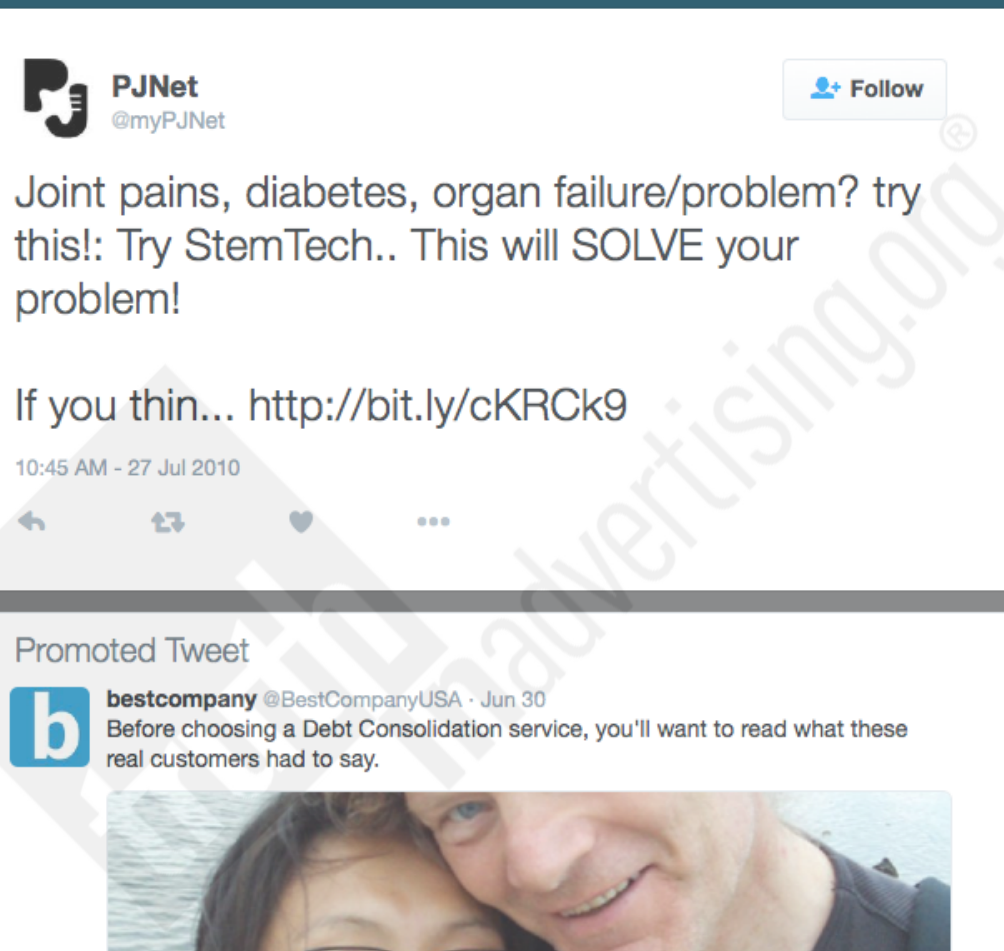 PJNet
@myPJNet
Follow
Joint pains, diabetes, organ failure/problem? try
this!: Try StemTech.. This will SOLVE your
problem!
If you thin... http://bit.ly/cKRCk9
10:45 AM - 27 Jul 2010
Promoted Tweet
bestcompany @BestCompanyUSA · Jun 30
Before choosing a Debt Consolidation service, you'll want to read what these
real customers had to say.
b
truth
inadvertising.org®